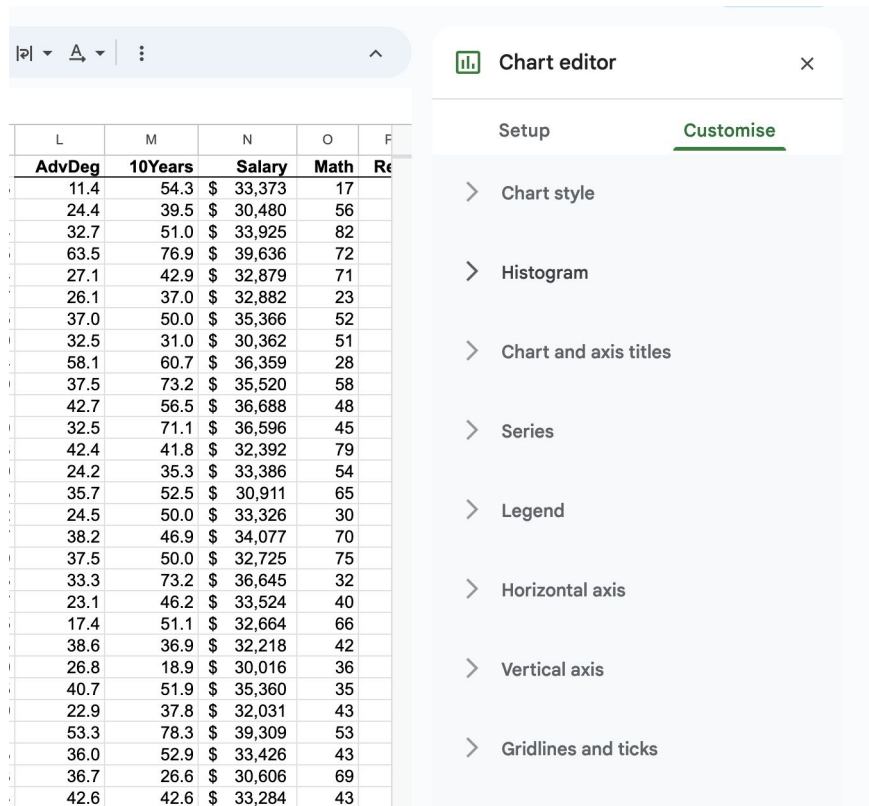 Chart editor
Setup Customise
L M N O
AdvDeg 10Years Salary Math Re
11.4 54.3 $ 33,373 17
24.4 39.5 $ 30,480 56
32.7 51.0 $ 33,925 82
63.5 76.9 $ 39,636 72
27.1 42.9 $ 32,879 71
26.1 37.0 $ 32,882 23
37.0 50.0 $ 35,366 52
32.5 31.0 $ 30,362 51
58.1 60.7 $ 36,359 28
37.5 73.2 $ 35,520 58
42.7 56.5 $ 36,688 48
32.5 71.1 $ 36,596 45
42.4 41.8 $ 32,392 79
24.2 35.3 $ 33,386 54
35.7 52.5 $ 30,911 65
24.5 50.0 $ 33,326 30
38.2 46.9 $ 34,077 70
37.5 50.0 $ 32,725 75
33.3 73.2 $ 36,645 32
23.1 46.2 $ 33,524 40
17.4 51.1 $ 32,664 66
38.6 36.9 $ 32,218 42
26.8 18.9 $ 30,016 36
40.7 51.9 $ 35,360 35
22.9 37.8 $ 32,031 43
53.3 78.3 $ 39,309 53
36.0 52.9 $ 33,426 43
36.7 26.6 $ 30,606 69
42.6 42.6 $ 33,284 43
Chart style
Histogram
Chart and axis titles
Series
Legend
Horizontal axis
Vertical axis
Gridlines and ticks